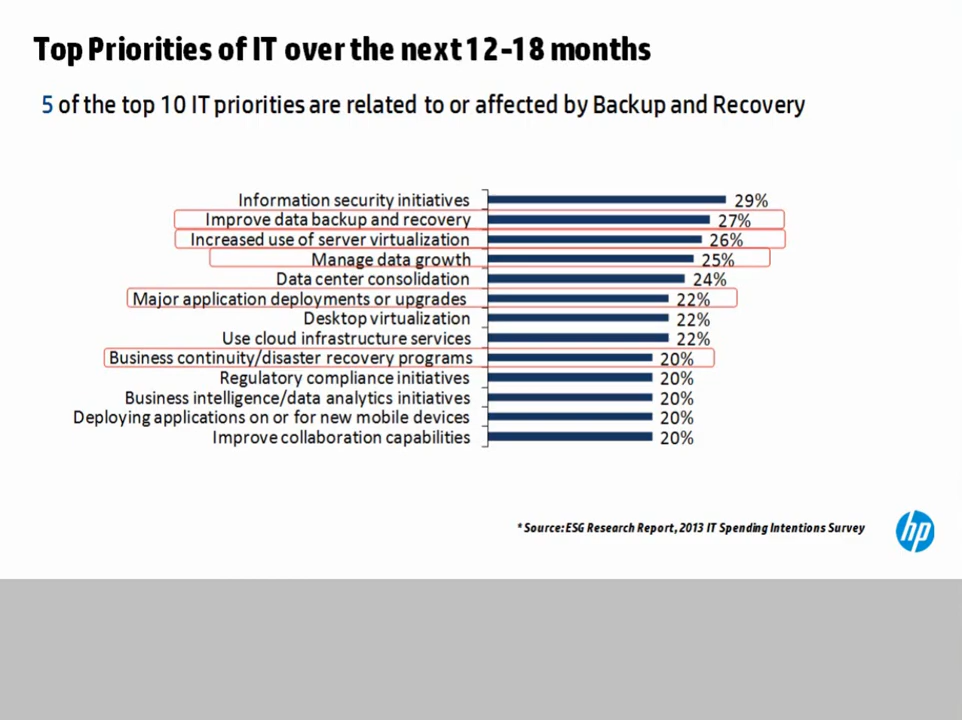 Top Priorities of IT over the next 12-18 months
5 of the top 10 IT priorities are related to or affected by Backup and Recovery
Information security initiatives 29%
Improve data backup and recovery 27%
Increased use of server virtualization 26%
Manage data growth 25%
Data center consolidation 24%
Major application deployments or upgrades 22%
Desktop virtualization 22%
Use cloud infrastructure services 22%
Business continuity/disaster recovery programs 20%
Regulatory compliance initiatives 20%
Business intelligence/data analytics initiatives 20%
Deploying applications on or for new mobile devices 20%
Improve collaboration capabilities 20%
* Source: ESG Research Report, 2013 IT Spending Intentions Survey
hp